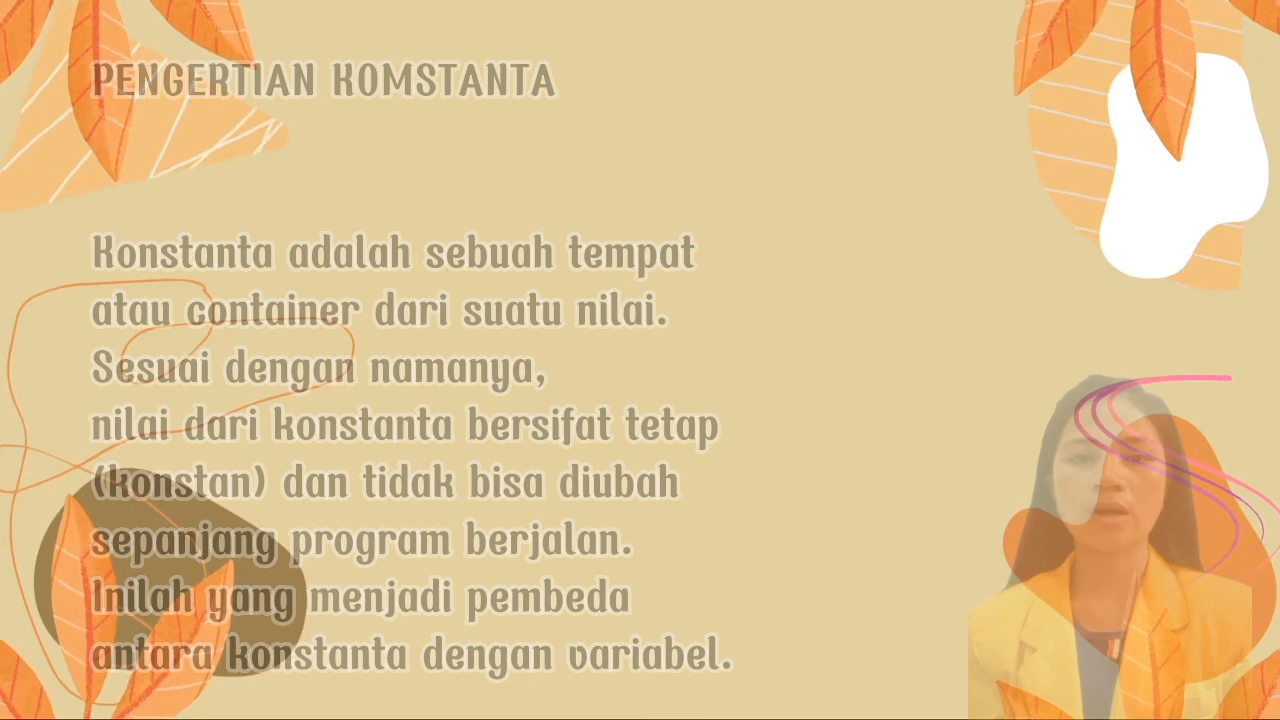 PENGERTIAN KOMSTANTA
Konstanta adalah sebuah tempat
atau container dari suatu nilai.
Sesuai dengan namanya,
nilai dari konstanta bersifat tetap
(konstan) dan tidak bisa diubah
sepanjang program berjalan.
Inilah yang menjadi pembeda
antara konstanta dengan variabel.